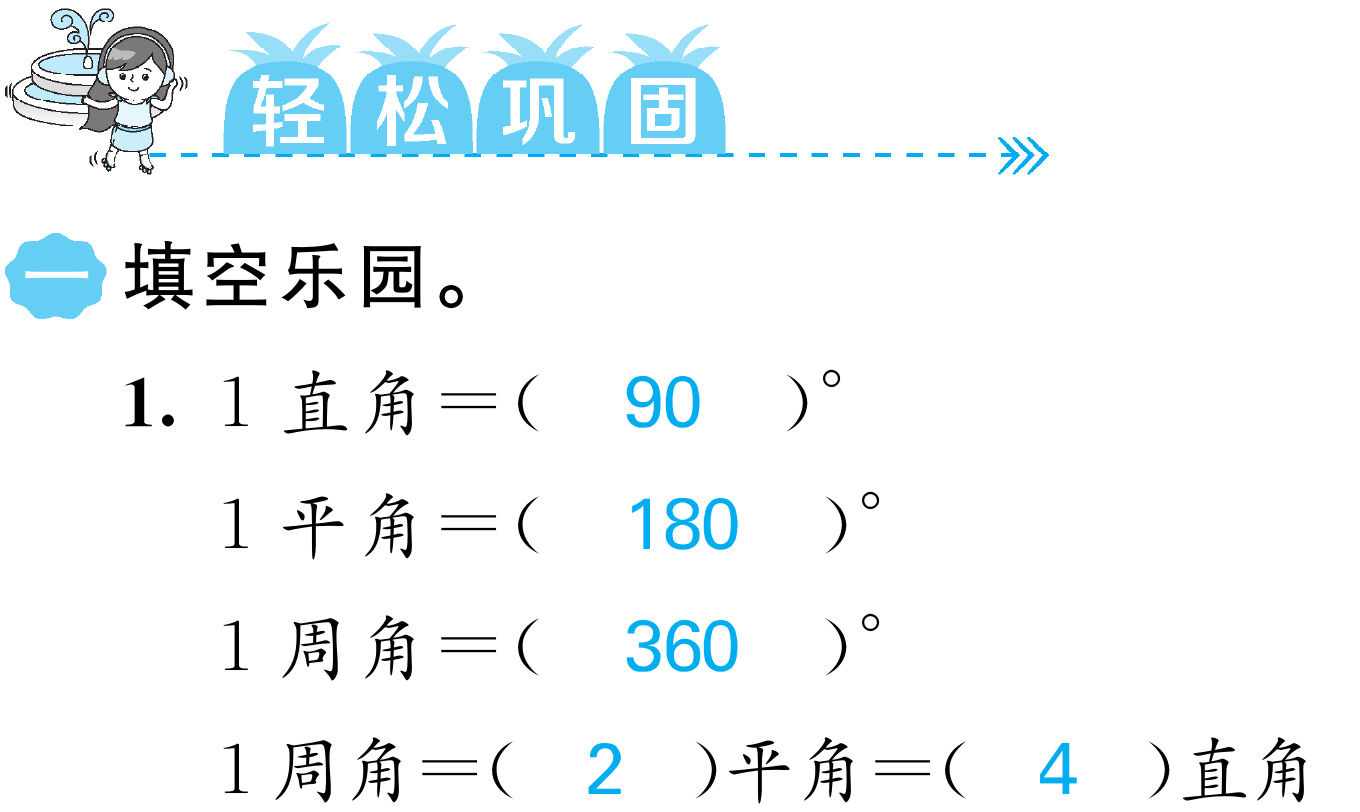 轻松巩固
一 填空乐园。
1. 1直角=( 90 )°
1平角=( 180 )°
1周角=( 360 )°
1周角=( 2 )平角=( 4 )直角